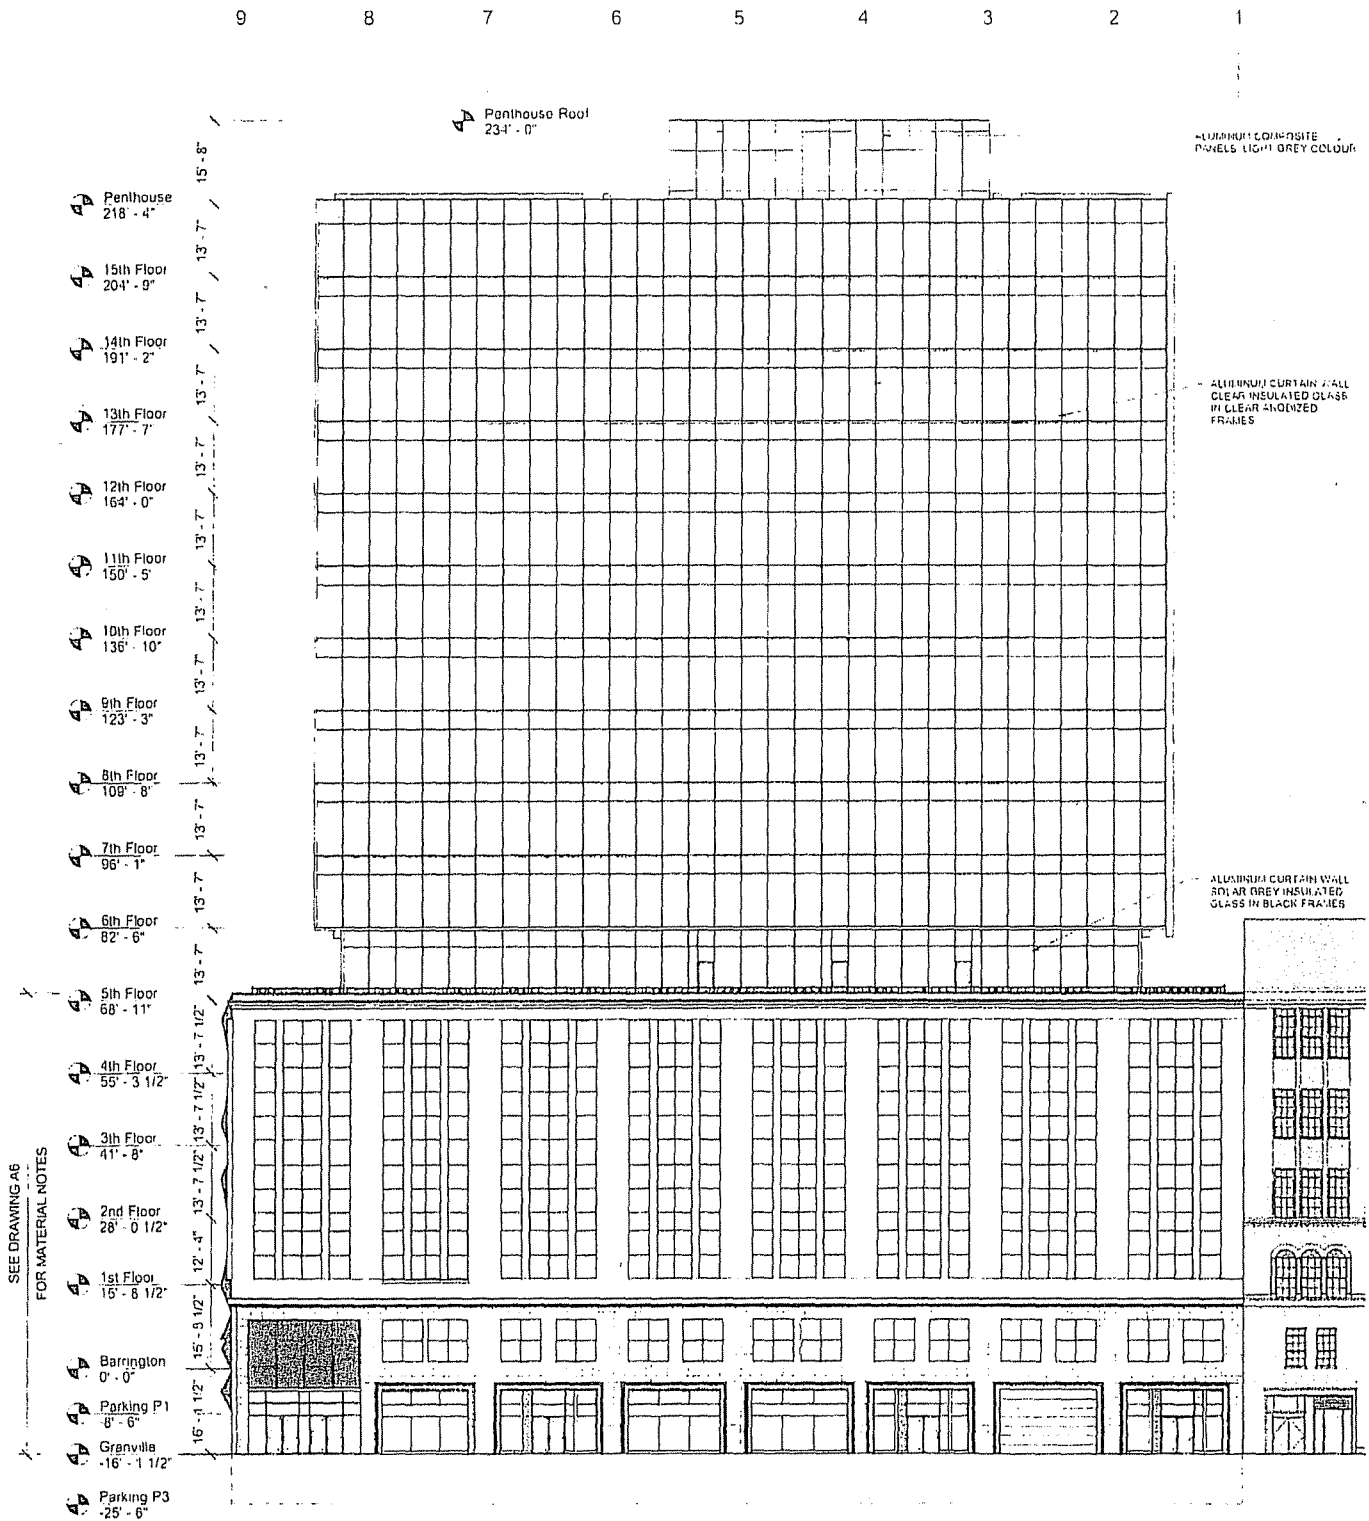 9 8 7 6 5 4 3 2 1
Penthouse Roof
234' - 0"
ALUMINUM COMPOSITE
PANELS LIGHT GREY COLOUR
15' - 8"
Penthouse
218' - 4"
13' - 7"
15th Floor
204' - 9"
13' - 7"
14th Floor
191' - 2"
13' - 7"
ALUMINUM CURTAIN WALL
CLEAR INSULATED GLASS
IN CLEAR ANODIZED
FRAMES
13th Floor
177' - 7'
13' - 7"
12th Floor
164' - 0"
13' - 7"
11th Floor
150' - 5'
13' - 7"
10th Floor
136' - 10"
13' - 7"
9th Floor
123' - 3"
13' - 7"
8th Floor
109' - 8'
13' - 7"
7th Floor
96' - 1"
13' - 7"
ALUMINUM CURTAIN WALL
SOLAR GREY INSULATED
GLASS IN BLACK FRAMES
6th Floor
82' - 6"
13' - 7"
5th Floor
68' - 11"
13' - 7 1/2"
4th Floor
55' - 3 1/2"
13' - 7 1/2"
3th Floor
41' - 8"
13' - 7 1/2"
2nd Floor
28' - 0 1/2"
12' - 4"
1st Floor
15' - 8 1/2"
15' - 8 1/2"
Barrington
0' - 0"
16' - 1 1/2"
Parking P1
-8' - 6"
Granville
-16' - 1 1/2"
Parking P3
-25' - 6"
SEE DRAWING A6
FOR MATERIAL NOTES